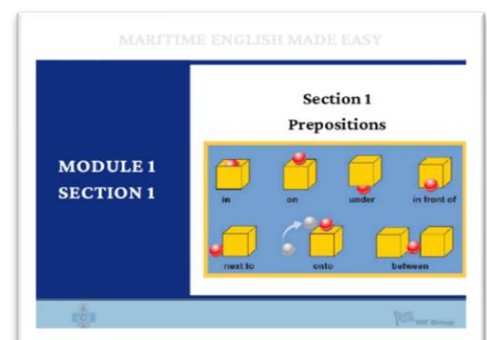 MARITIME ENGLISH MADE EASY
Section 1
Prepositions
MODULE 1
SECTION 1
in
on
under
in front of
next to
onto
between
Group